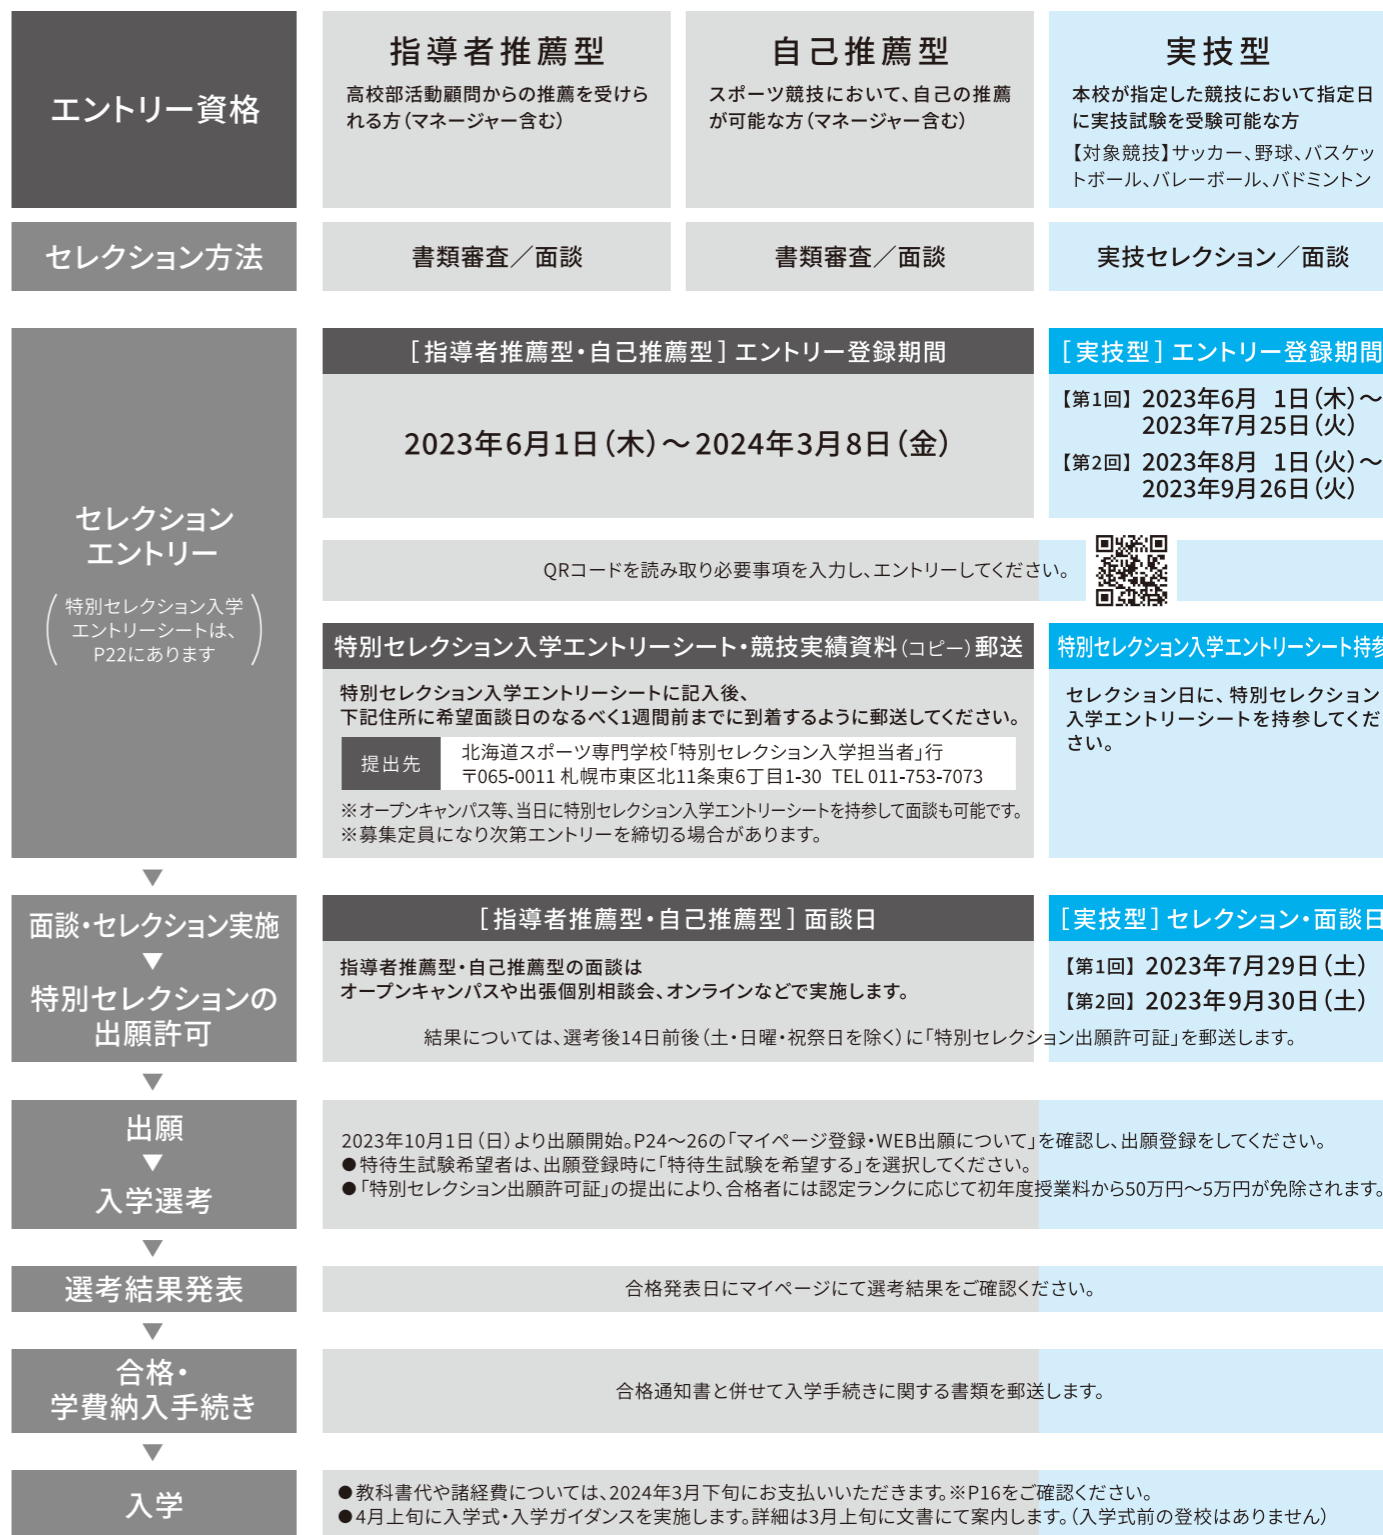 エントリー資格
指導者推薦型
高校部活動顧問からの推薦を受けら
れる方（マネージャー含む）
自己推薦型
スポーツ競技において、自己の推薦
が可能な方（マネージャー含む）
実技型
本校が指定した競技において指定日
に実技試験を受験可能な方
【対象競技】サッカー、野球、バスケッ
トボール、バレーボール、バドミントン
セレクション方法
書類審査／面談
書類審査／面談
実技セレクション／面談
セレクション
エントリー
（特別セレクション入学
エントリーシートは、
P22にあります）
［指導者推薦型・自己推薦型］エントリー登録期間
2023年6月1日（木）～2024年3月8日（金）
［実技型］エントリー登録期間
【第1回】2023年6月 1日（木）～
2023年7月25日（火）
【第2回】2023年8月 1日（火）～
2023年9月26日（火）
QRコードを読み取り必要事項を入力し、エントリーしてください。
特別セレクション入学エントリーシート・競技実績資料（コピー）郵送
特別セレクション入学エントリーシートに記入後、
下記住所に希望面談日のなるべく1週間前までに到着するように郵送してください。
提出先
北海道スポーツ専門学校「特別セレクション入学担当者」行
〒065-0011 札幌市東区北11条東6丁目1-30 TEL 011-753-7073
※オープンキャンパス等、当日に特別セレクション入学エントリーシートを持参して面談も可能です。
※募集定員になり次第エントリーを締切る場合があります。
特別セレクション入学エントリーシート持参
セレクション日に、特別セレクション
入学エントリーシートを持参してくだ
さい。
面談・セレクション実施
▼
特別セレクションの
出願許可
［指導者推薦型・自己推薦型］面談日
指導者推薦型・自己推薦型の面談は
オープンキャンパスや出張個別相談会、オンラインなどで実施します。
［実技型］セレクション・面談日
【第1回】2023年7月29日（土）
【第2回】2023年9月30日（土）
結果については、選考後14日前後（土・日曜・祝祭日を除く）に「特別セレクション出願許可証」を郵送します。
出願
▼
入学選考
2023年10月1日（日）より出願開始。P24～26の「マイページ登録・WEB出願について」を確認し、出願登録をしてください。
●特待生試験希望者は、出願登録時に「特待生試験を希望する」を選択してください。
●「特別セレクション出願許可証」の提出により、合格者には認定ランクに応じて初年度授業料から50万円～5万円が免除されます。
選考結果発表
合格発表日にマイページにて選考結果をご確認ください。
合格・
学費納入手続き
合格通知書と併せて入学手続きに関する書類を郵送します。
入学
●教科書代や諸経費については、2024年3月下旬にお支払いいただきます。※P16をご確認ください。
●4月上旬に入学式・入学ガイダンスを実施します。詳細は3月上旬に文書にて案内します。（入学式前の登校はありません）